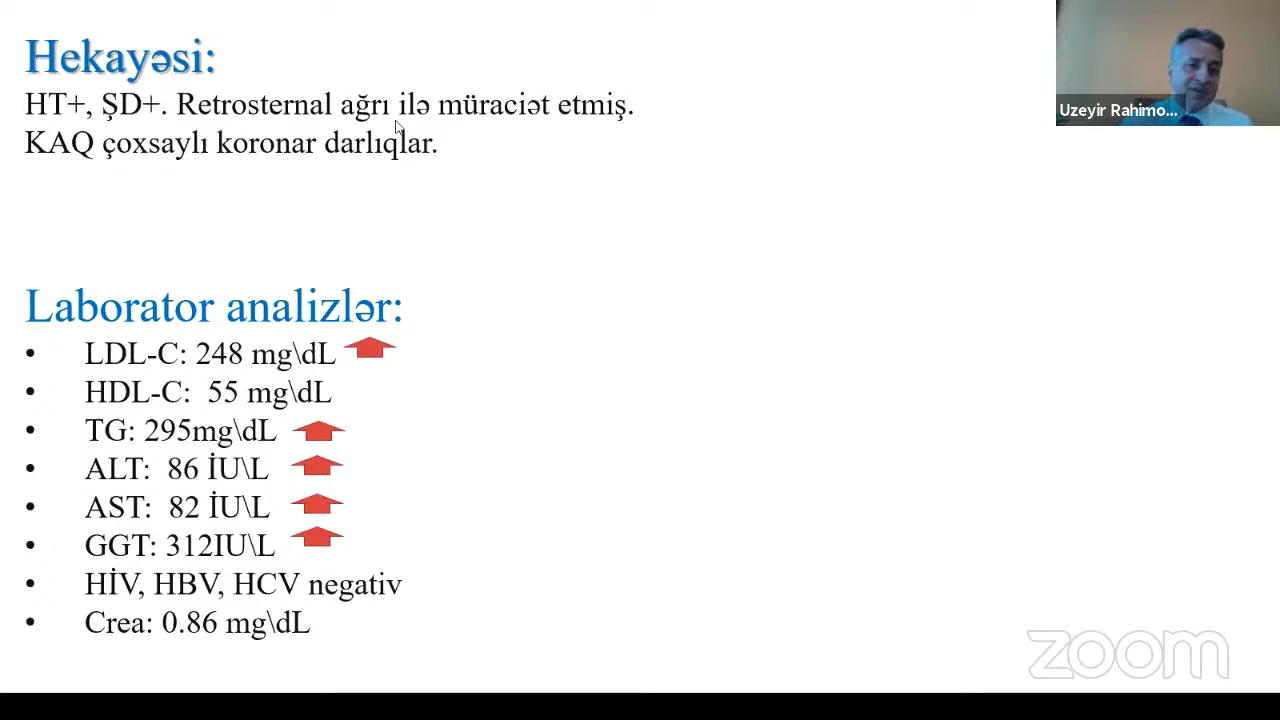 Hekayəsi:
HT+, ŞD+. Retrosternal ağrı ilə müraciət etmiş.
KAQ çoxsaylı koronar darlıqlar.
Uzeyir Rahimo...
Laborator analizlər:
• LDL-C: 248 mg\dL
• HDL-C: 55 mg\dL
• TG: 295mg\dL
• ALT: 86 İU\L
• AST: 82 İU\L
• GGT: 312IU\L
• HİV, HBV, HCV negativ
• Crea: 0.86 mg\dL
zoom